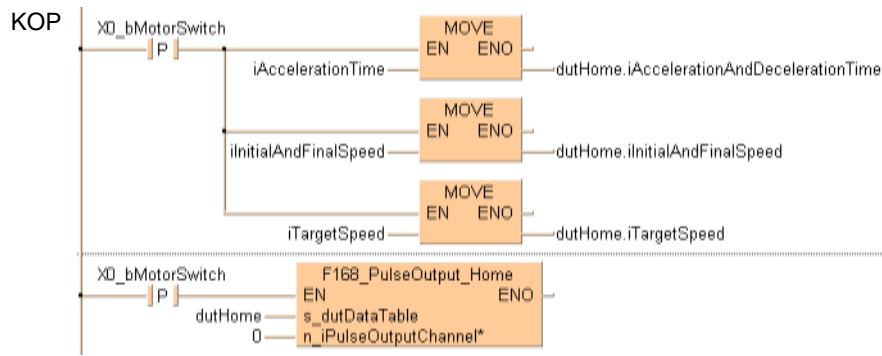 KOP
X0_bMotorSwitch
P
MOVE
EN ENO
iAccelerationTime
dutHome.iAccelerationAndDecelerationTime
MOVE
EN ENO
iInitialAndFinalSpeed
dutHome.iInitialAndFinalSpeed
MOVE
EN ENO
iTargetSpeed
dutHome.iTargetSpeed
X0_bMotorSwitch
P
F168_PulseOutput_Home
EN ENO
dutHome s_dutDataTable
0 n_iPulseOutputChannel*